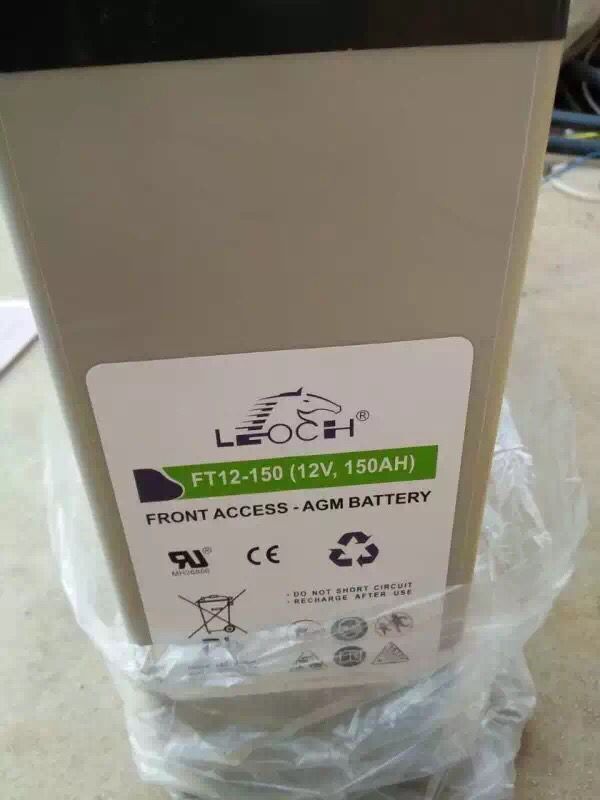 LEOCH®
FT12-150 (12V, 150AH)
FRONT ACCESS - AGM BATTERY
CE
- DO NOT SHORT CIRCUIT
- RECHARGE AFTER USE